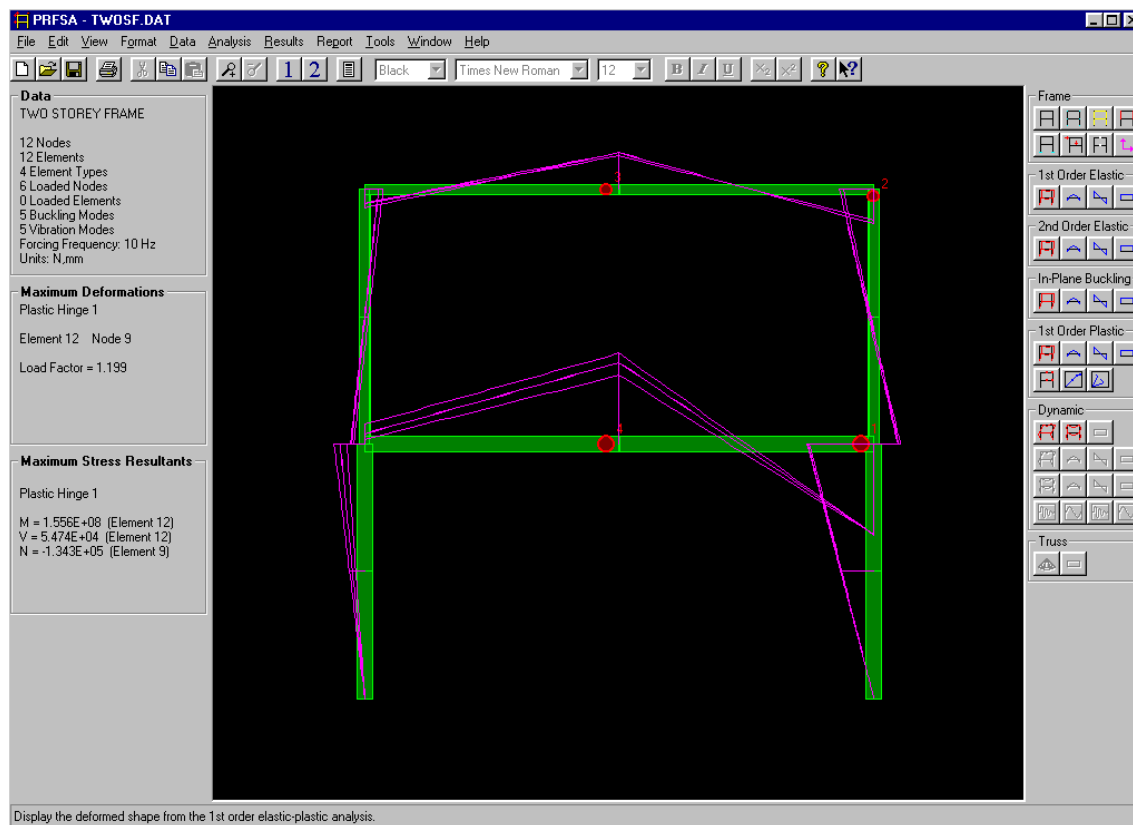 PRFSA - TWOSF.DAT
File Edit View Format Data Analysis Results Report Tools Window Help
1 2 Black Times New Roman 12 B I U X₂ x²
Data
TWO STOREY FRAME
12 Nodes
12 Elements
4 Element Types
6 Loaded Nodes
0 Loaded Elements
5 Buckling Modes
5 Vibration Modes
Forcing Frequency: 10 Hz
Units: N,mm
Maximum Deformations
Plastic Hinge 1
Element 12 Node 9
Load Factor = 1.199
Maximum Stress Resultants
Plastic Hinge 1
M = 1.556E+08 (Element 12)
V = 5.474E+04 (Element 12)
N = -1.343E+05 (Element 9)
3
2
4
1
Frame
1st Order Elastic
2nd Order Elastic
In-Plane Buckling
1st Order Plastic
Dynamic
Truss
Display the deformed shape from the 1st order elastic-plastic analysis.